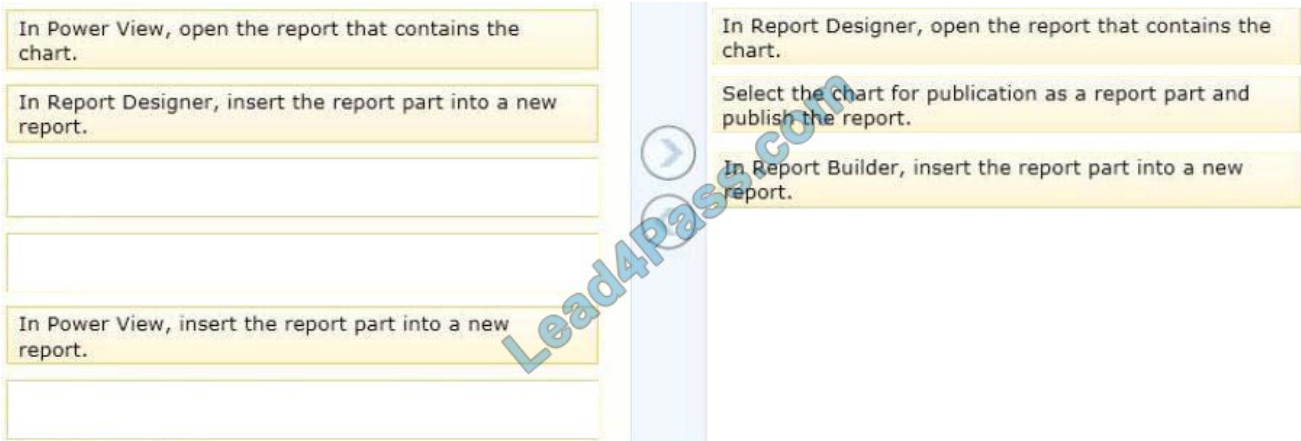 In Power View, open the report that contains the
chart.
In Report Designer, insert the report part into a new
report.
In Power View, insert the report part into a new
report.
In Report Designer, open the report that contains the
chart.
Select the chart for publication as a report part and
publish the report.
In Report Builder, insert the report part into a new
report.
Lead4Pass.com